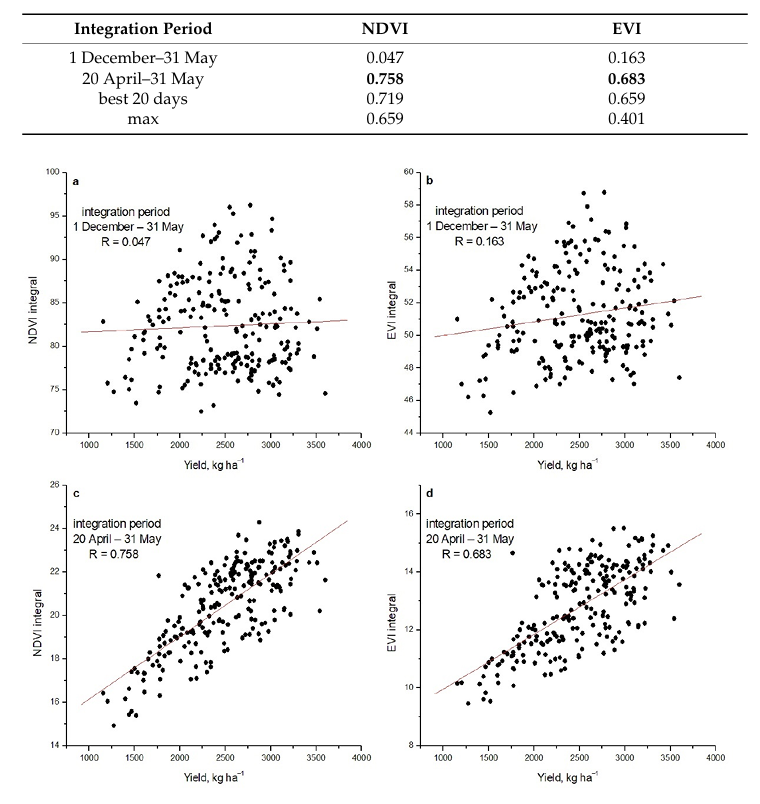 Integration Period NDVI EVI
1 December–31 May 0.047 0.163
20 April–31 May 0.758 0.683
best 20 days 0.719 0.659
max 0.659 0.401
a
integration period
1 December – 31 May
R = 0.047
100
95
90
85
80
75
70
NDVI integral
1000 1500 2000 2500 3000 3500 4000
Yield, kg ha⁻¹
b
integration period
1 December – 31 May
R = 0.163
60
58
56
54
52
50
48
46
44
EVI integral
1000 1500 2000 2500 3000 3500 4000
Yield, kg ha⁻¹
c
integration period
20 April – 31 May
R = 0.758
26
24
22
20
18
16
14
NDVI integral
1000 1500 2000 2500 3000 3500 4000
Yield, kg ha⁻¹
d
integration period
20 April – 31 May
R = 0.683
16
14
12
10
8
EVI integral
1000 1500 2000 2500 3000 3500 4000
Yield, kg ha⁻¹